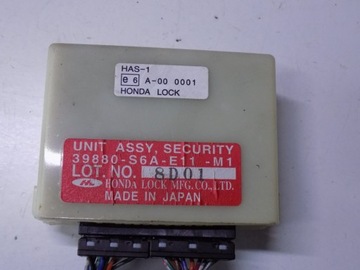 HAS-1
e 6 A-00 0001
HONDA LOCK
UNIT ASSY, SECURITY
39880-S6A-E11 -M1
LOT. NO. 8D01
HONDA LOCK MFG.CO.,LTD.
MADE IN JAPAN